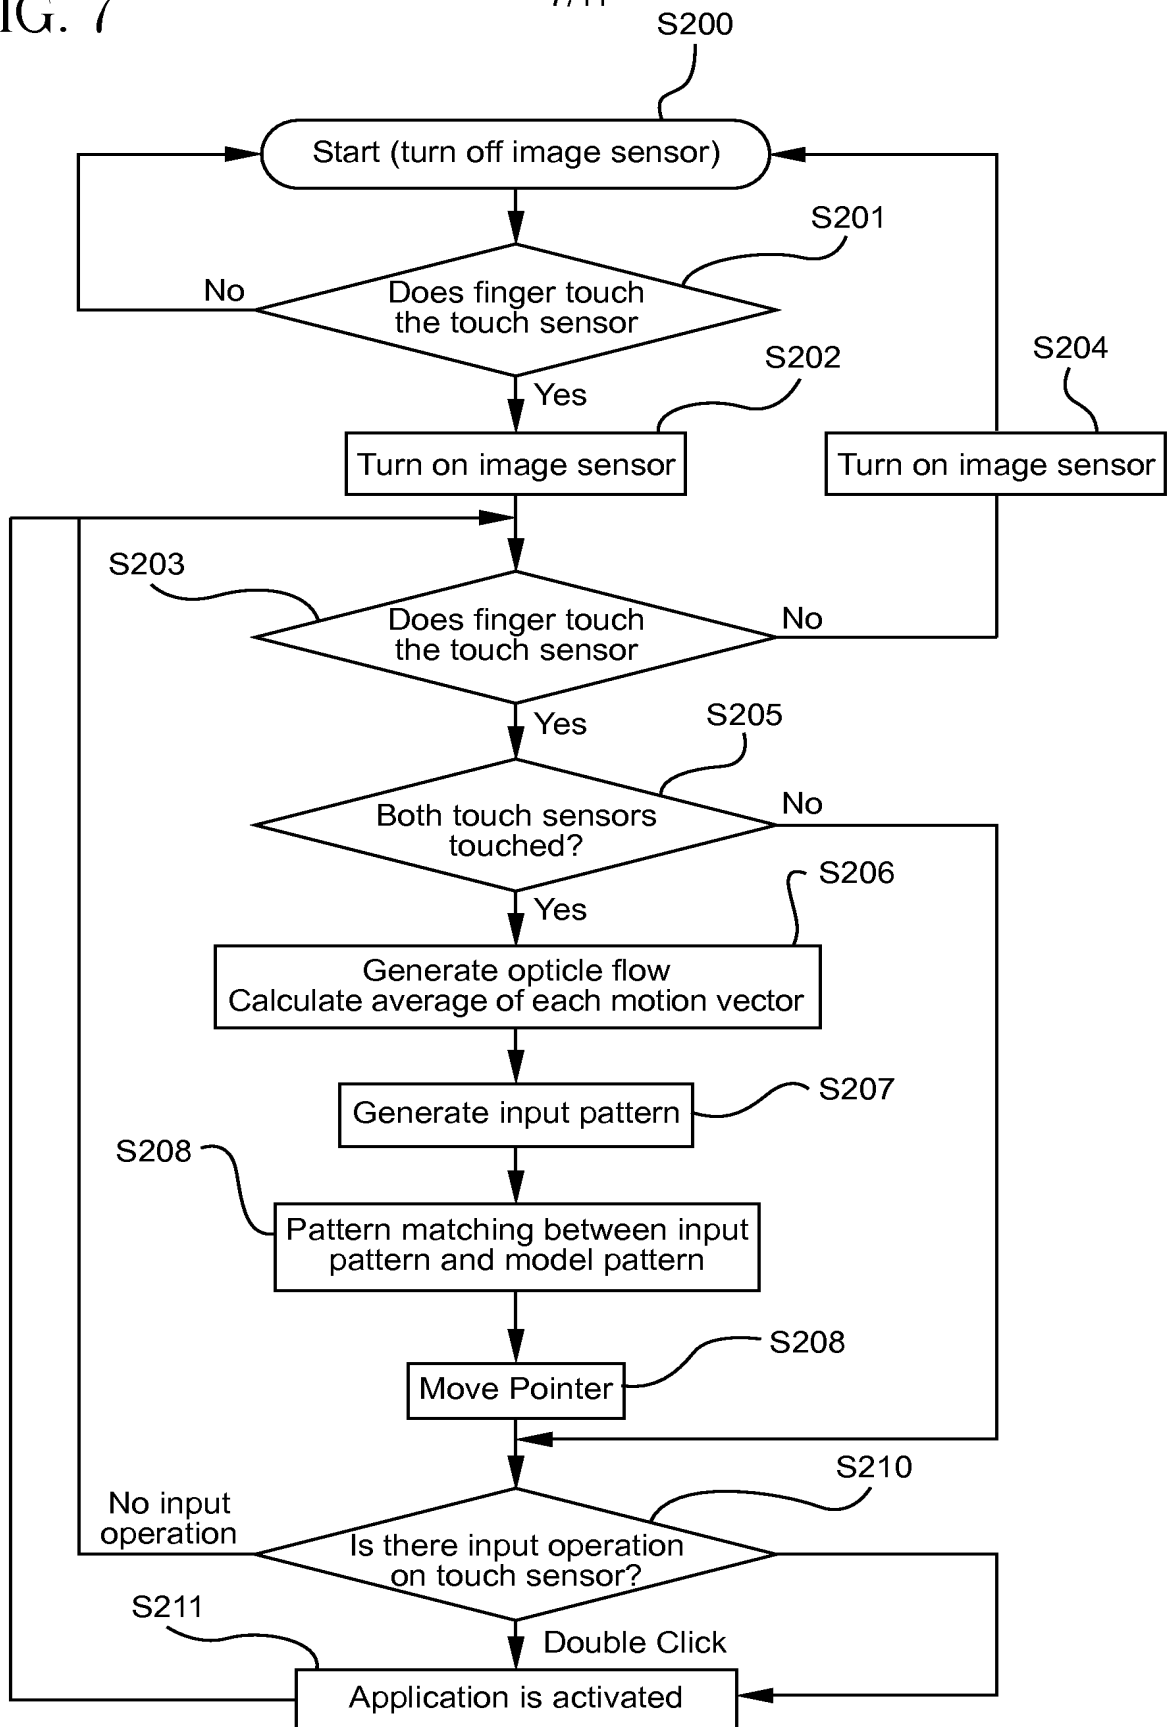 IG. 7
7/11
S200
Start (turn off image sensor)
S201
No
Does finger touch
the touch sensor
S202
S204
Yes
Turn on image sensor
Turn on image sensor
S203
Does finger touch
the touch sensor
No
Yes
S205
Both touch sensors
touched?
No
S206
Yes
Generate opticle flow
Calculate average of each motion vector
S207
Generate input pattern
S208
Pattern matching between input
pattern and model pattern
S208
Move Pointer
S210
No input
operation
Is there input operation
on touch sensor?
S211
Double Click
Application is activated